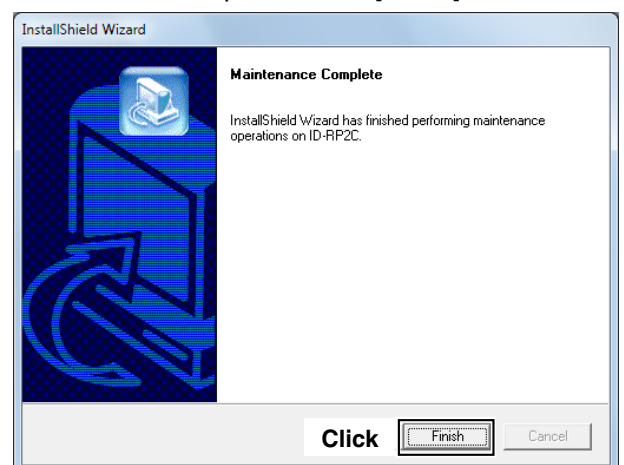 InstallShield Wizard
Maintenance Complete
InstallShield Wizard has finished performing maintenance
operations on ID-RP2C.
Click
Finish
Cancel